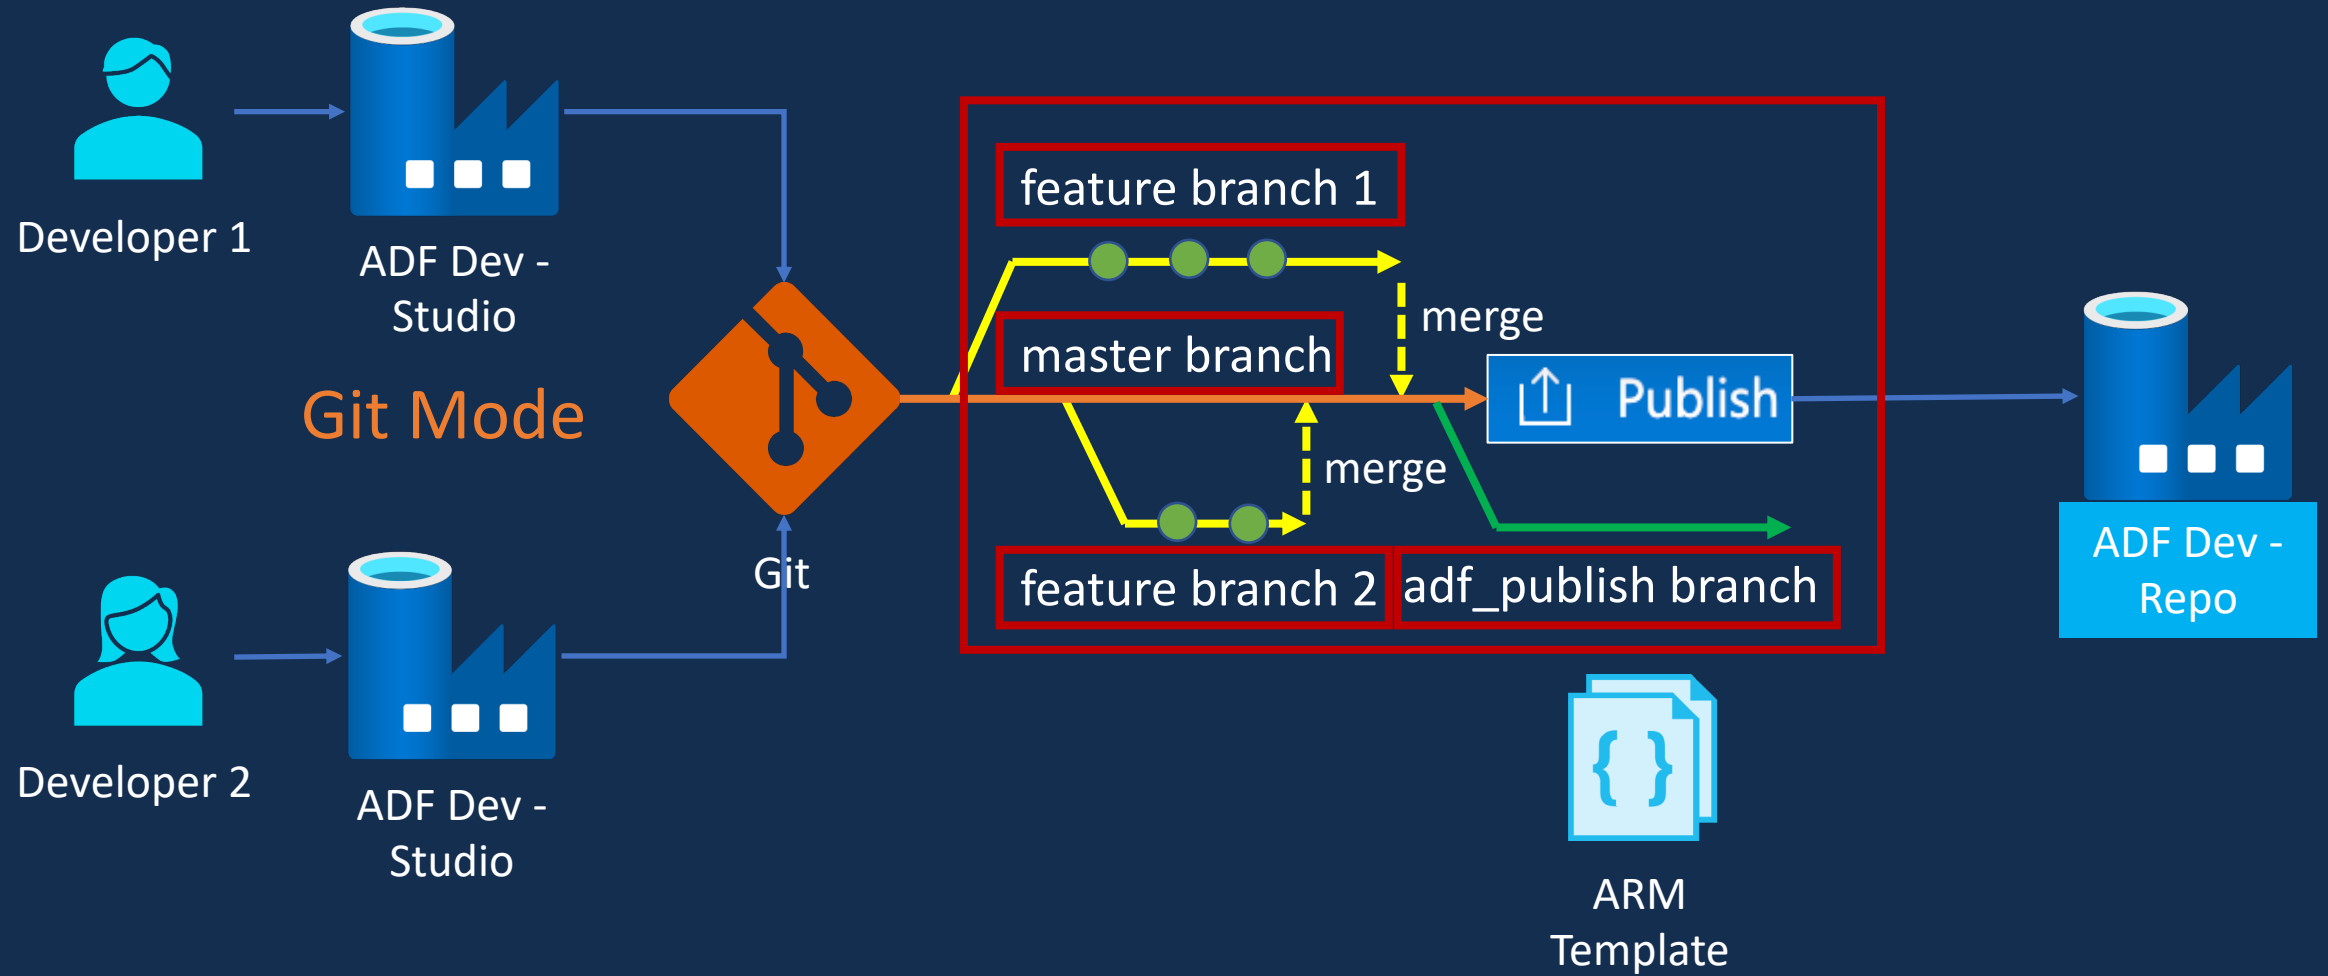 Developer 1
ADF Dev -
Studio
Git Mode
Git
Developer 2
ADF Dev -
Studio
feature branch 1
merge
master branch
Publish
merge
feature branch 2
adf_publish branch
{ }
ARM
Template
ADF Dev -
Repo